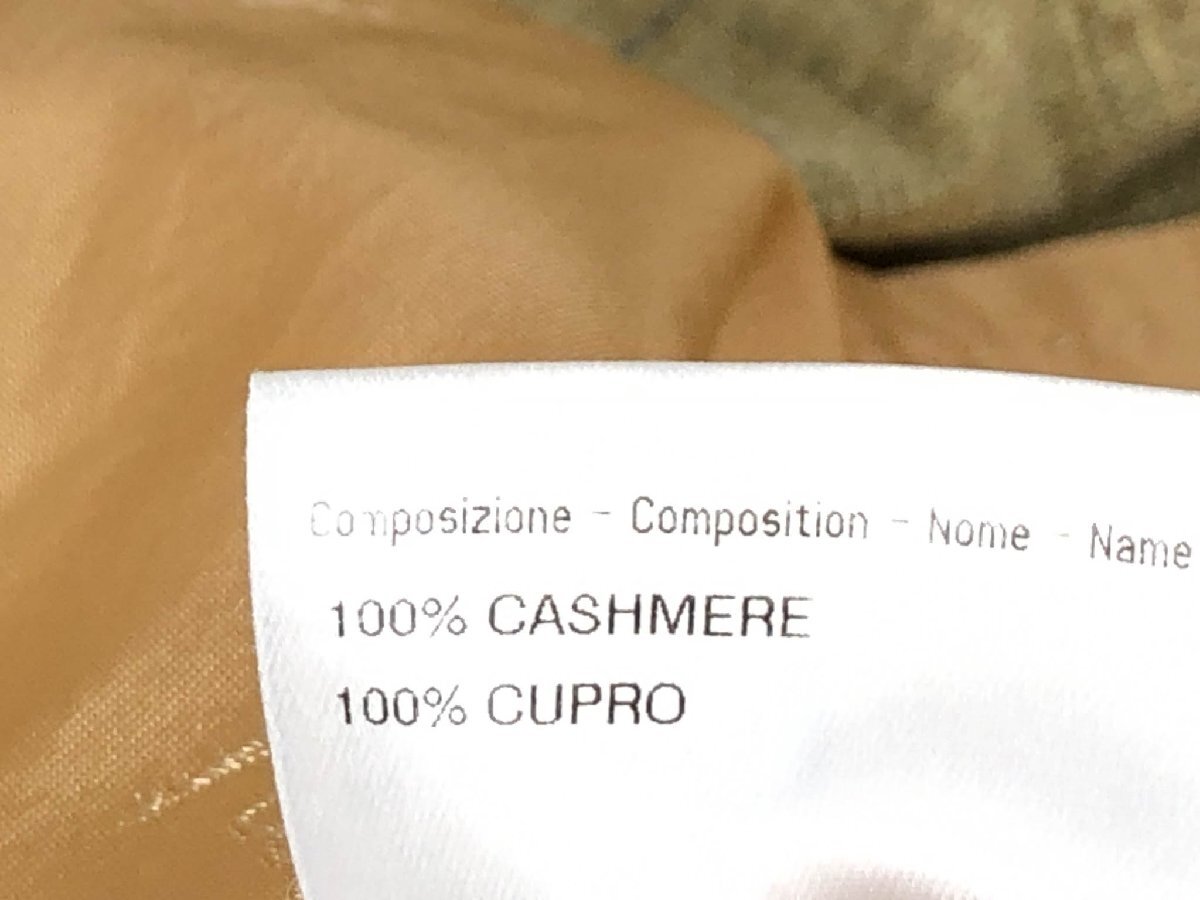 Composizione - Composition - Nome - Name
100% CASHMERE
100% CUPRO